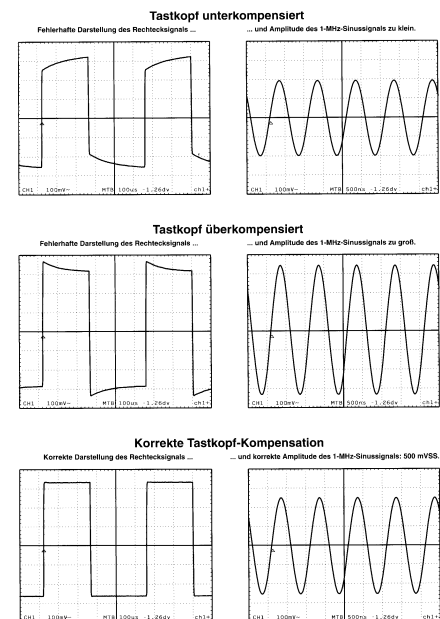 Tastkopf unterkompensiert
Fehlerhafte Darstellung des Rechtecksignals ...
... und Amplitude des 1-MHz-Sinussignals zu klein.
CH1 100mV~ MTB 100us -1.26dv ch1+
CH1 100mV~ MTB 500ns -1.26dv ch1+
Tastkopf überkompensiert
Fehlerhafte Darstellung des Rechtecksignals ...
... und Amplitude des 1-MHz-Sinussignals zu groß.
CH1 100mV~ MTB 100us -1.26dv ch1+
CH1 100mV~ MTB 500ns -1.26dv ch1+
Korrekte Tastkopf-Kompensation
Korrekte Darstellung des Rechtecksignals ...
... und korrekte Amplitude des 1-MHz-Sinussignals: 500 mVSS.
CH1 100mV~ MTB 100us -1.26dv ch1+
CH1 100mV~ MTB 500ns -1.26dv ch1+